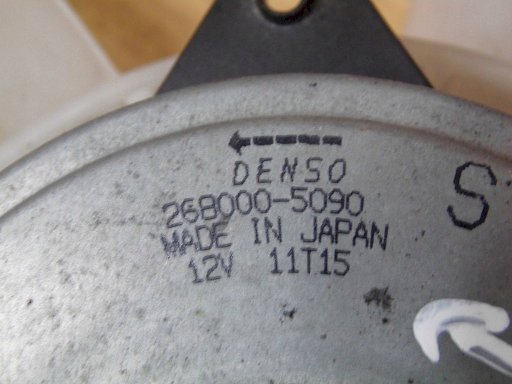 DENSO
268000-5090
MADE IN JAPAN
12V 11T15
S